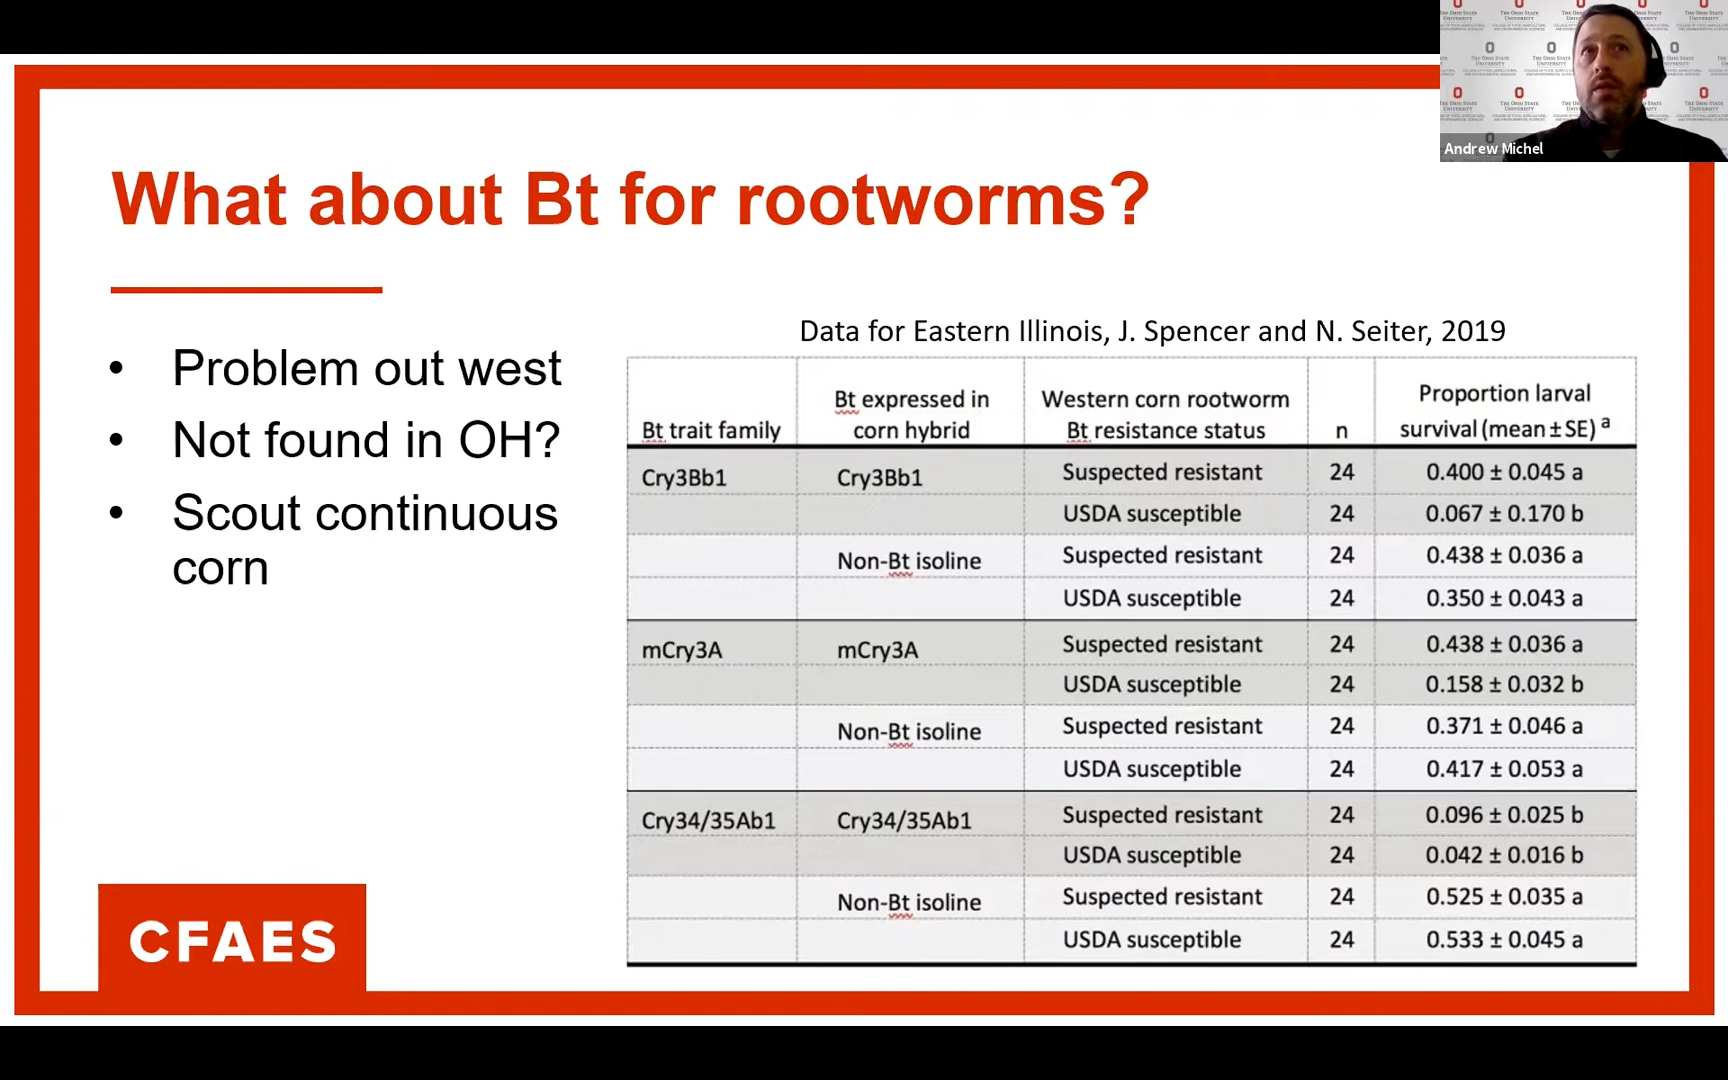 What about Bt for rootworms?
• Problem out west
• Not found in OH?
• Scout continuous
corn
Data for Eastern Illinois, J. Spencer and N. Seiter, 2019
Bt trait family | Bt expressed in corn hybrid | Western corn rootworm Bt resistance status | n | Proportion larval survival (mean ± SE) a
Cry3Bb1 | Cry3Bb1 | Suspected resistant | 24 | 0.400 ± 0.045 a
USDA susceptible | 24 | 0.067 ± 0.170 b
Non-Bt isoline | Suspected resistant | 24 | 0.438 ± 0.036 a
USDA susceptible | 24 | 0.350 ± 0.043 a
mCry3A | mCry3A | Suspected resistant | 24 | 0.438 ± 0.036 a
USDA susceptible | 24 | 0.158 ± 0.032 b
Non-Bt isoline | Suspected resistant | 24 | 0.371 ± 0.046 a
USDA susceptible | 24 | 0.417 ± 0.053 a
Cry34/35Ab1 | Cry34/35Ab1 | Suspected resistant | 24 | 0.096 ± 0.025 b
USDA susceptible | 24 | 0.042 ± 0.016 b
Non-Bt isoline | Suspected resistant | 24 | 0.525 ± 0.035 a
USDA susceptible | 24 | 0.533 ± 0.045 a
CFAES
The Ohio State
University
Andrew Michel